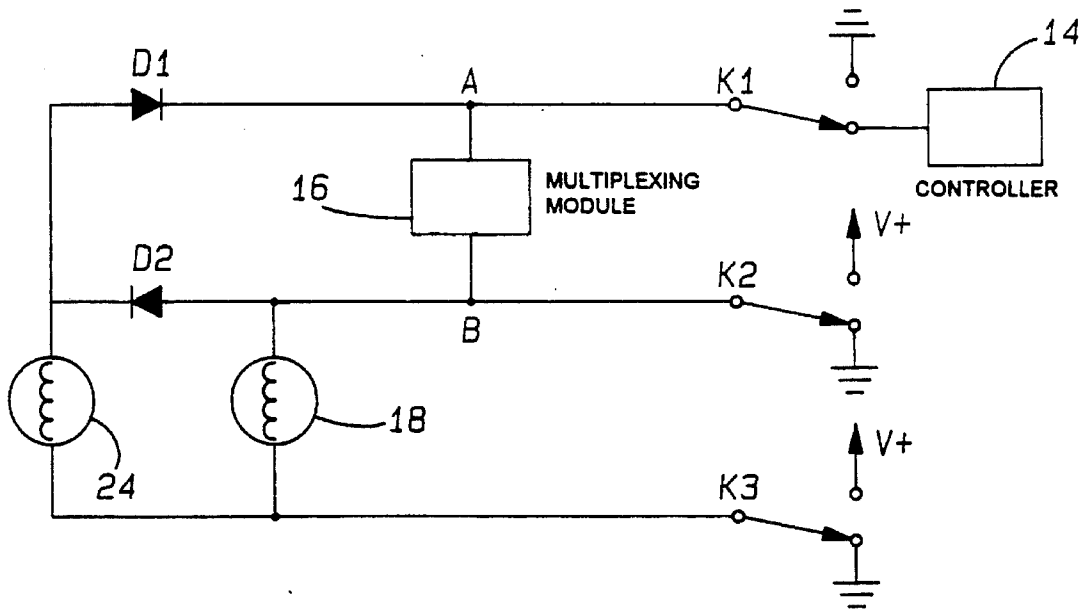 D1
A
K1
14
16
MULTIPLEXING
MODULE
CONTROLLER
V+
D2
B
K2
18
V+
24
K3